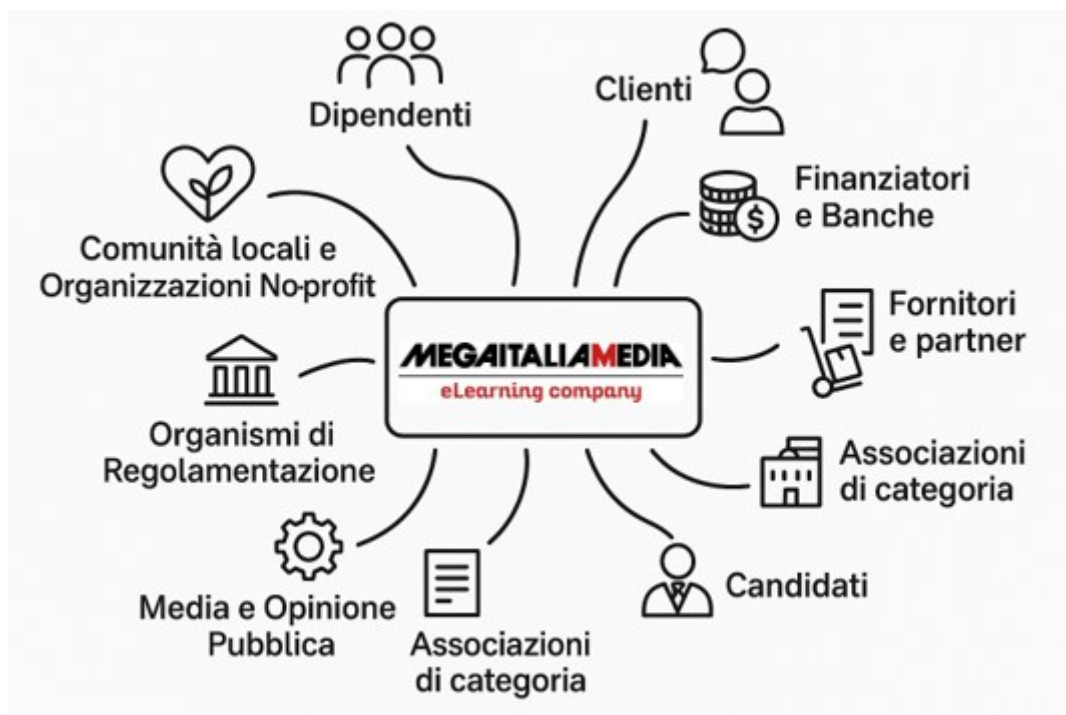 Dipendenti
Clienti
Finanziatori
e Banche
Comunità locali e
Organizzazioni No-profit
Fornitori
e partner
MEGAITALIAMEDIA
eLearning company
Organismi di
Regolamentazione
Associazioni
di categoria
Media e Opinione
Pubblica
Associazioni
di categoria
Candidati
$